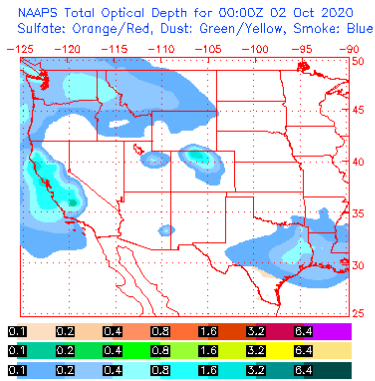 NAAPS Total Optical Depth for 00:00Z 02 Oct 2020
Sulfate: Orange/Red, Dust: Green/Yellow, Smoke: Blue
-125 -120 -115 -110 -105 -100 -95 -90
50
45
40
35
30
25
0.1 0.2 0.4 0.8 1.6 3.2 6.4
0.1 0.2 0.4 0.8 1.6 3.2 6.4
0.1 0.2 0.4 0.8 1.6 3.2 6.4